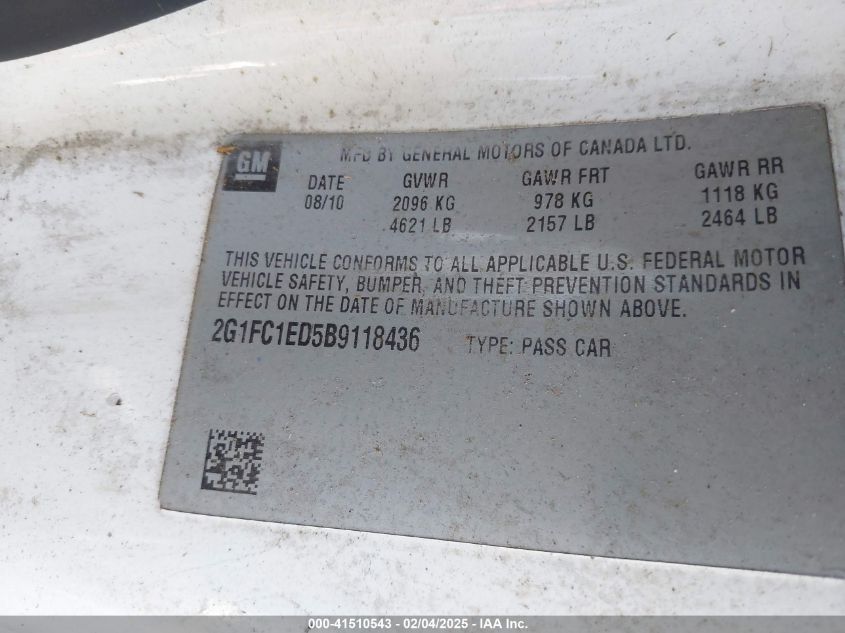 GM
MFD BY GENERAL MOTORS OF CANADA LTD.
DATE GVWR GAWR FRT GAWR RR
08/10 2096 KG 978 KG 1118 KG
4621 LB 2157 LB 2464 LB
THIS VEHICLE CONFORMS TO ALL APPLICABLE U.S. FEDERAL MOTOR
VEHICLE SAFETY, BUMPER, AND THEFT PREVENTION STANDARDS IN
EFFECT ON THE DATE OF MANUFACTURE SHOWN ABOVE.
2G1FC1ED5B9118436 TYPE: PASS CAR
000-41510543 - 02/04/2025 - IAA Inc.